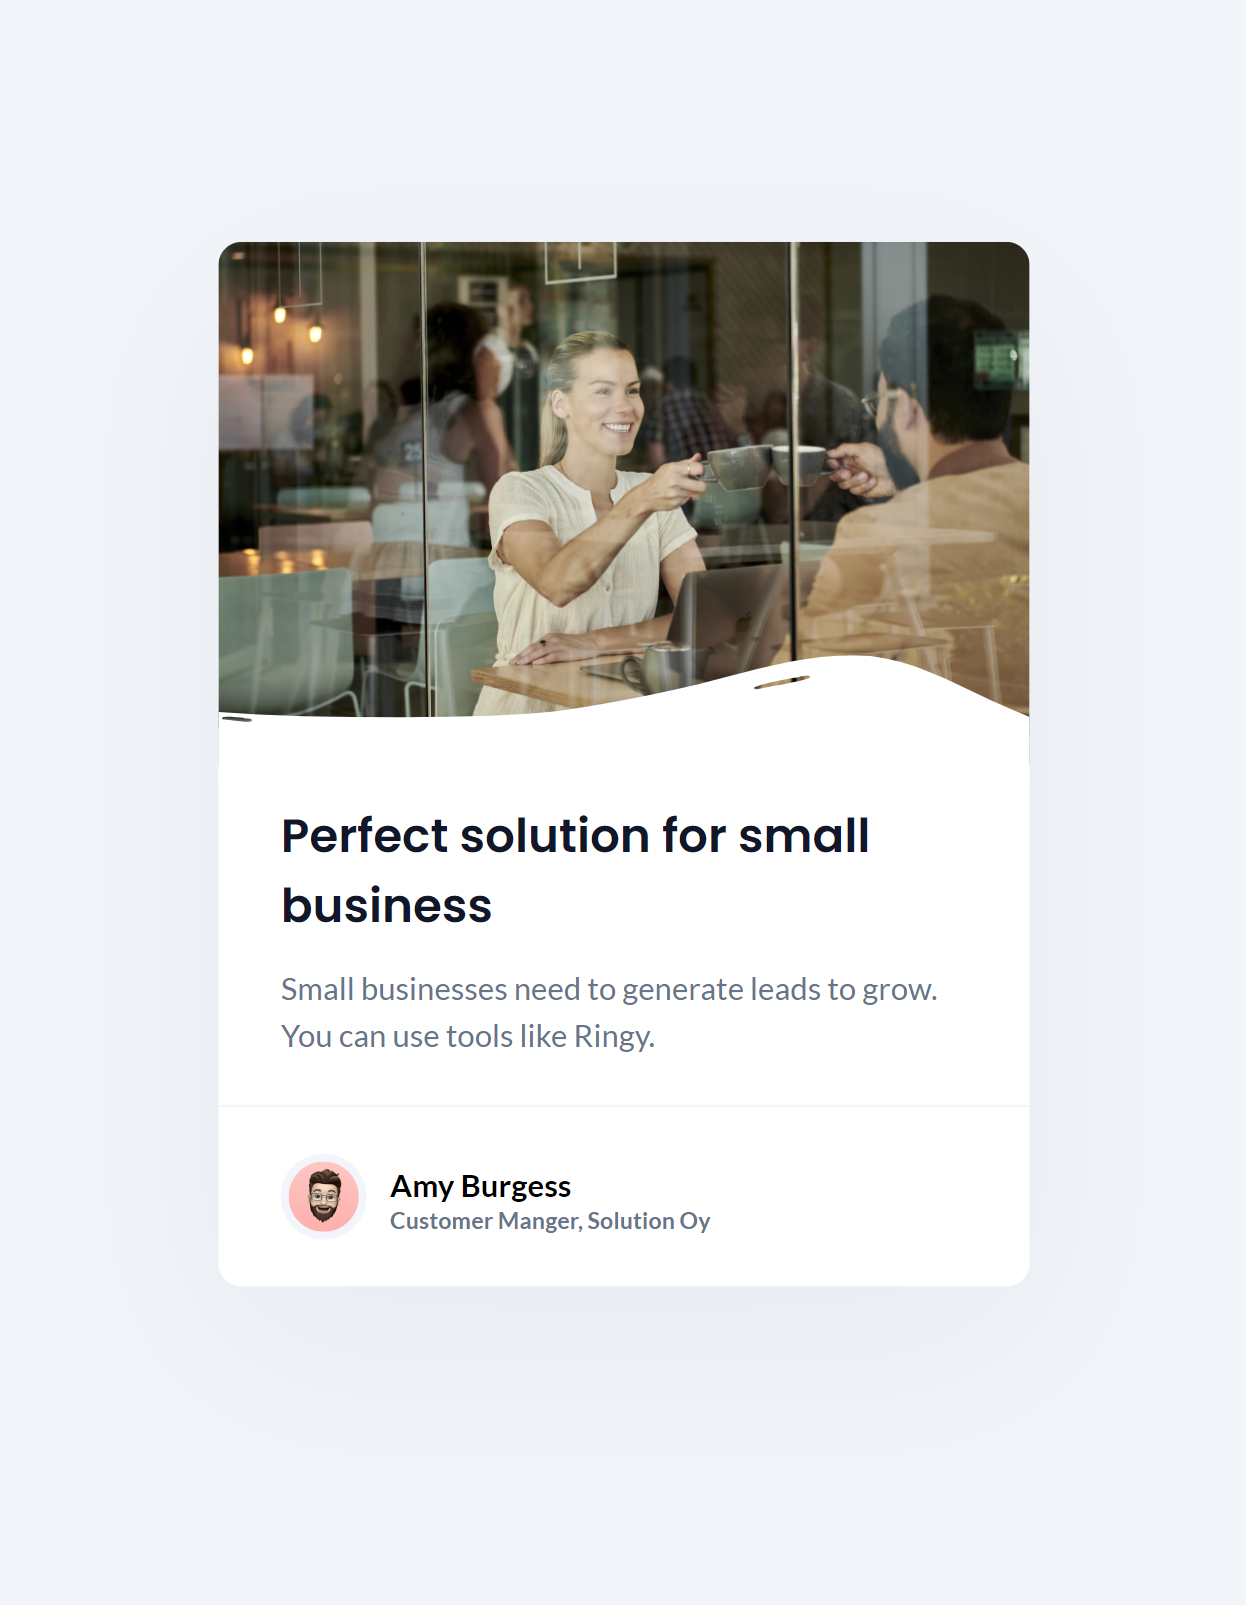 25
Perfect solution for small
business
Small businesses need to generate leads to grow.
You can use tools like Ringy.
Amy Burgess
Customer Manger, Solution Oy